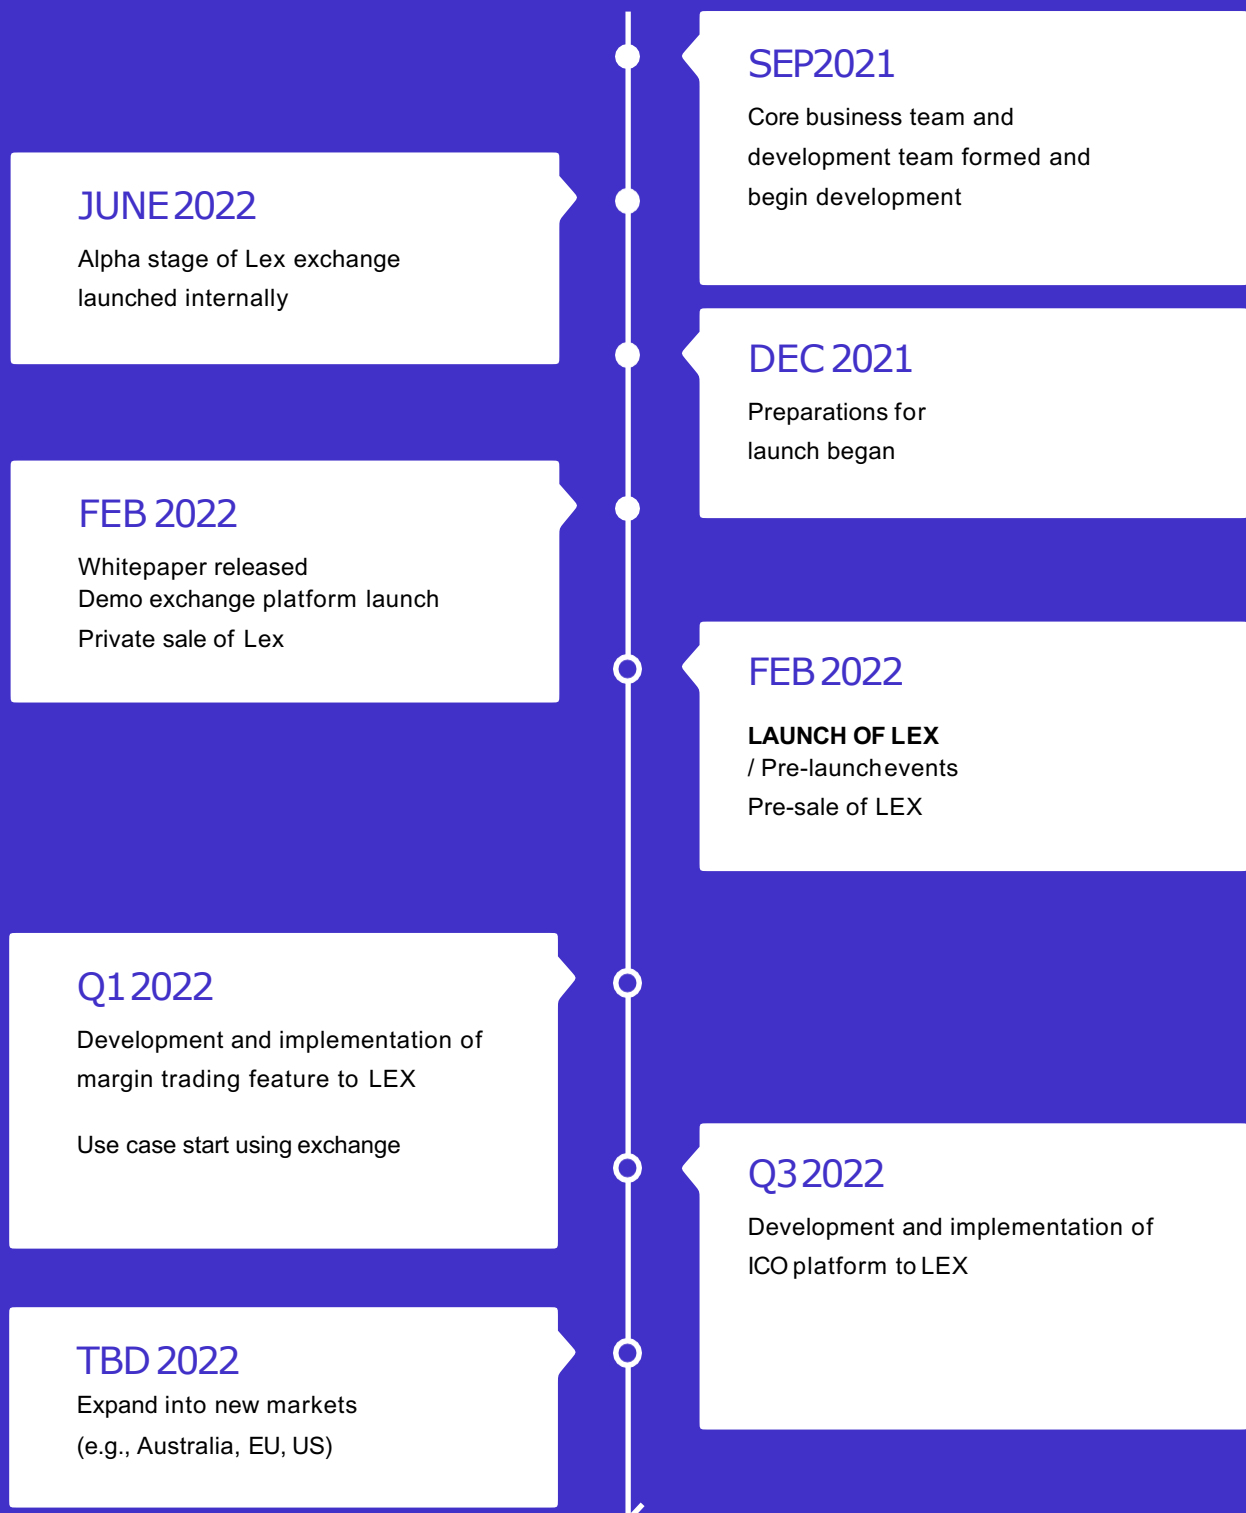 SEP2021
Core business team and
development team formed and
begin development
JUNE 2022
Alpha stage of Lex exchange
launched internally
DEC 2021
Preparations for
launch began
FEB 2022
Whitepaper released
Demo exchange platform launch
Private sale of Lex
FEB 2022
LAUNCH OF LEX
/ Pre-launch events
Pre-sale of LEX
Q1 2022
Development and implementation of
margin trading feature to LEX
Use case start using exchange
Q3 2022
Development and implementation of
ICO platform to LEX
TBD 2022
Expand into new markets
(e.g., Australia, EU, US)